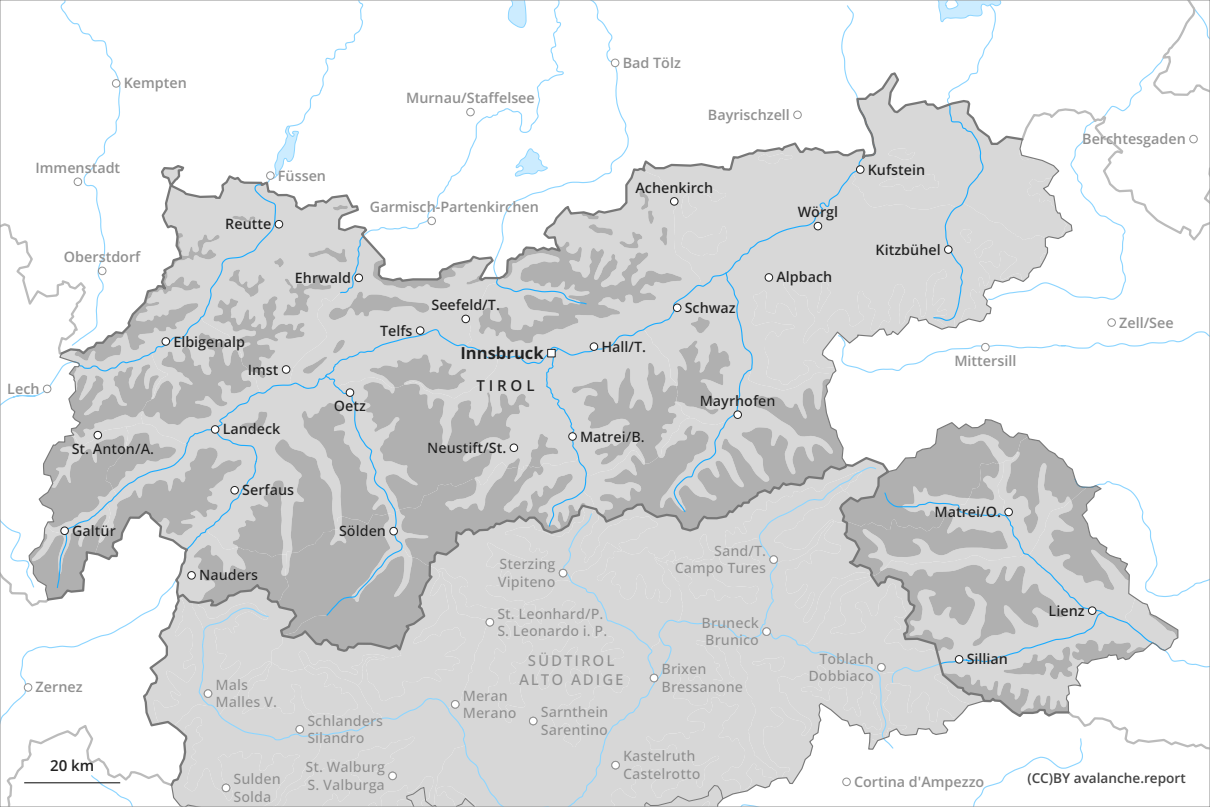 Kempten
Bad Tölz
Murnau/Staffelsee
Bayrischzell
Berchtesgaden
Immenstadt
Füssen
Kufstein
Achenkirch
Garmisch-Partenkirchen
Wörgl
Reutte
Kitzbühel
Oberstdorf
Ehrwald
Alpbach
Seefeld/T.
Schwaz
Zell/See
Telfs
Elbigenalp
Hall/T.
Innsbruck
Mittersill
Imst
TIROL
Lech
Mayrhofen
Oetz
Landeck
Matrei/B.
St. Anton/A.
Neustift/St.
Serfaus
Matrei/O.
Galtür
Sölden
Sand/T.
Campo Tures
Sterzing
Vipiteno
Nauders
Lienz
St. Leonhard/P.
S. Leonardo i. P.
Bruneck
Brunico
SÜDTIROL
ALTO ADIGE
Toblach
Dobbiaco
Sillian
Brixen
Bressanone
Zernez
Mals
Malles V.
Meran
Merano
Sarnthein
Sarentino
Schlanders
Silandro
Kastelruth
Castelrotto
St. Walburg
S. Valburga
20 km
Sulden
Solda
Cortina d'Ampezzo
(CC)BY avalanche.report